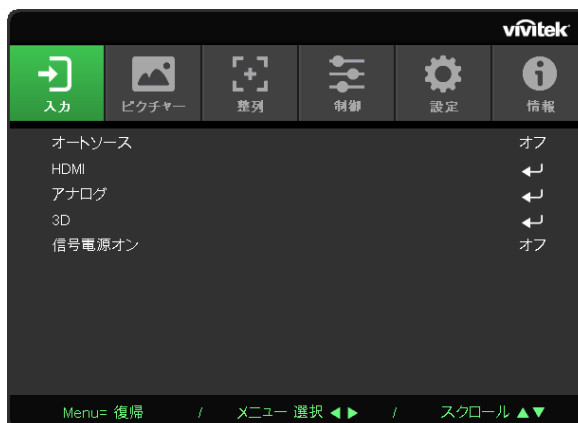 vivitek
入力 ピクチャー 整列 制御 設定 情報
オートソース オフ
HDMI
アナログ
3D
信号電源オン オフ
Menu= 復帰 / メニュー 選択 ◀ ▶ / スクロール ▲▼